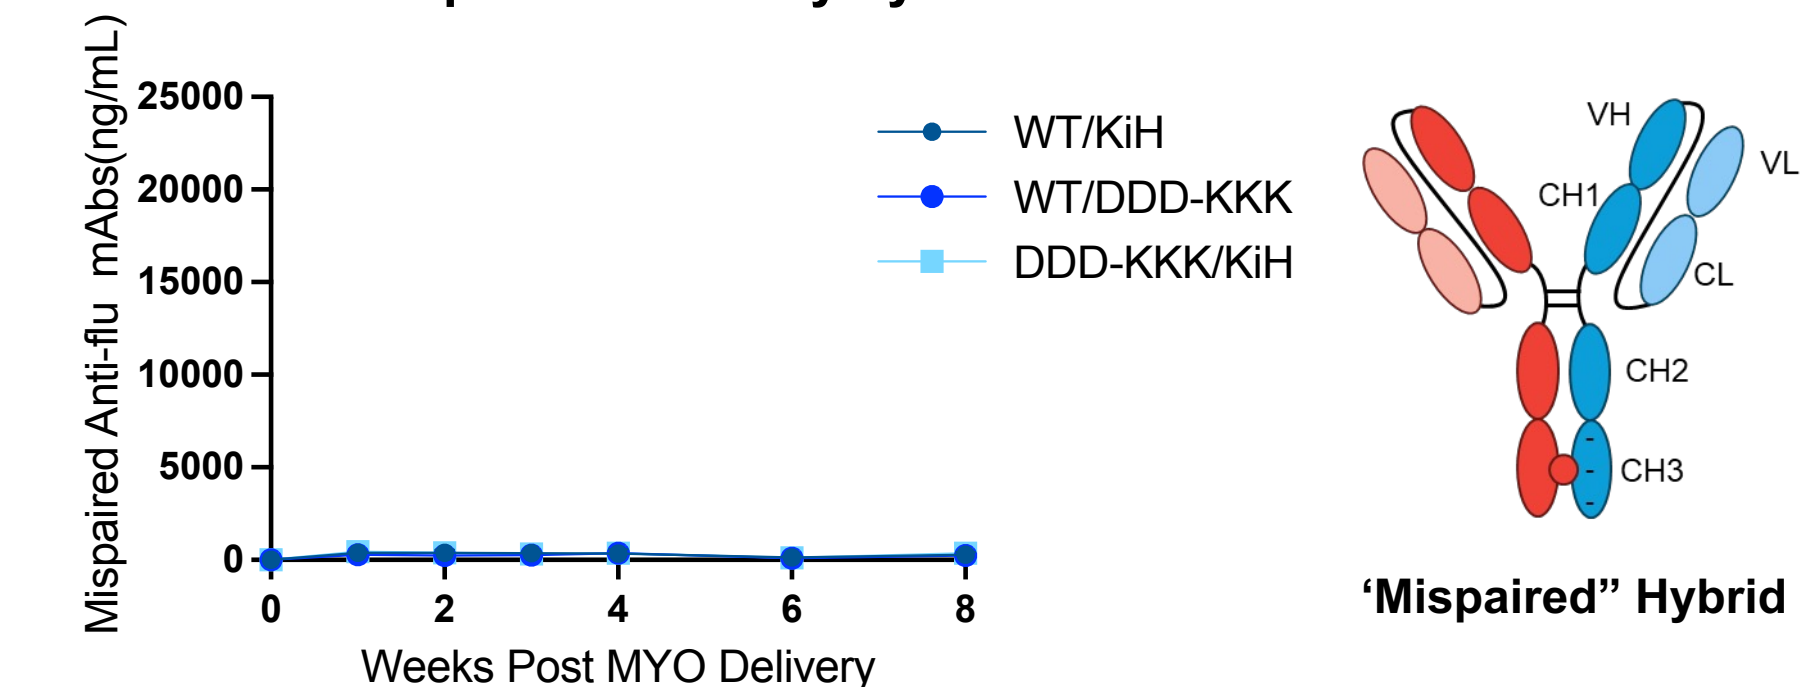 Mispaired Anti-flu mAbs(ng/mL)
25000
20000
15000
10000
5000
0
0 2 4 6 8
Weeks Post MYO Delivery
WT/KiH
WT/DDD-KKK
DDD-KKK/KiH
VH
VL
CH1
CL
CH2
CH3
-
-
-
‘Mispaired” Hybrid